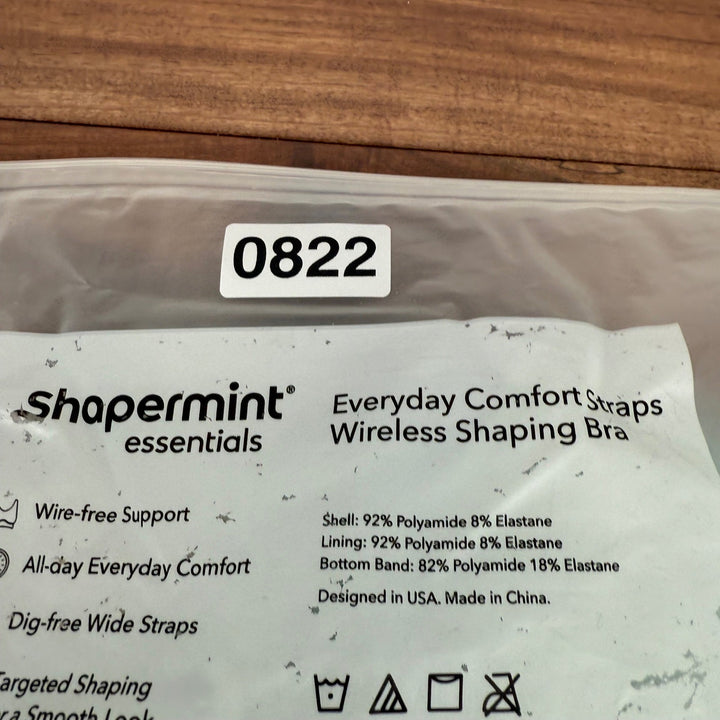 0822
Shapermint®
essentials
Everyday Comfort Straps
Wireless Shaping Bra
Wire-free Support
All-day Everyday Comfort
Dig-free Wide Straps
Targeted Shaping
a Smooth Look
Shell: 92% Polyamide 8% Elastane
Lining: 92% Polyamide 8% Elastane
Bottom Band: 82% Polyamide 18% Elastane
Designed in USA. Made in China.